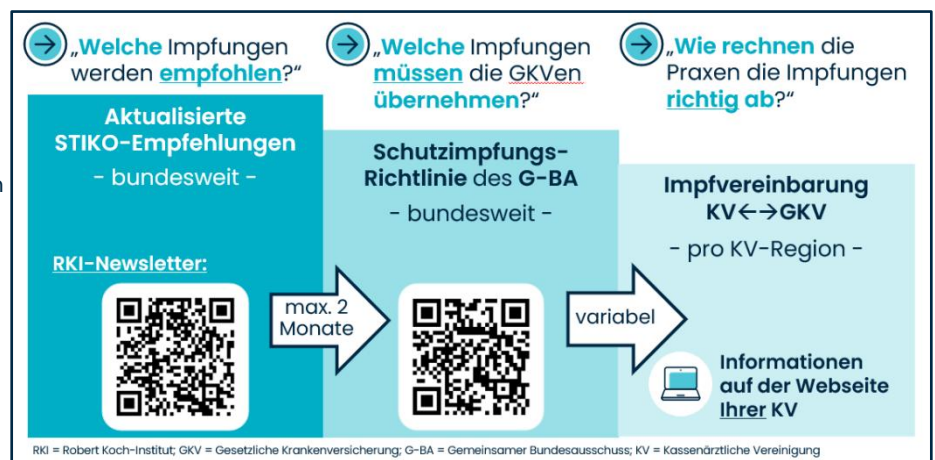 „Welche Impfungen
werden empfohlen?“
Aktualisierte
STIKO-Empfehlungen
- bundesweit -
RKI-Newsletter:
max. 2
Monate
„Welche Impfungen
müssen die GKVen
übernehmen?“
Schutzimpfungs-
Richtlinie des G-BA
- bundesweit -
variabel
„Wie rechnen die
Praxen die Impfungen
richtig ab?“
Impfvereinbarung
KV←→GKV
- pro KV-Region -
Informationen
auf der Webseite
Ihrer KV
RKI = Robert Koch-Institut; GKV = Gesetzliche Krankenversicherung; G-BA = Gemeinsamer Bundesausschuss; KV = Kassenärztliche Vereinigung